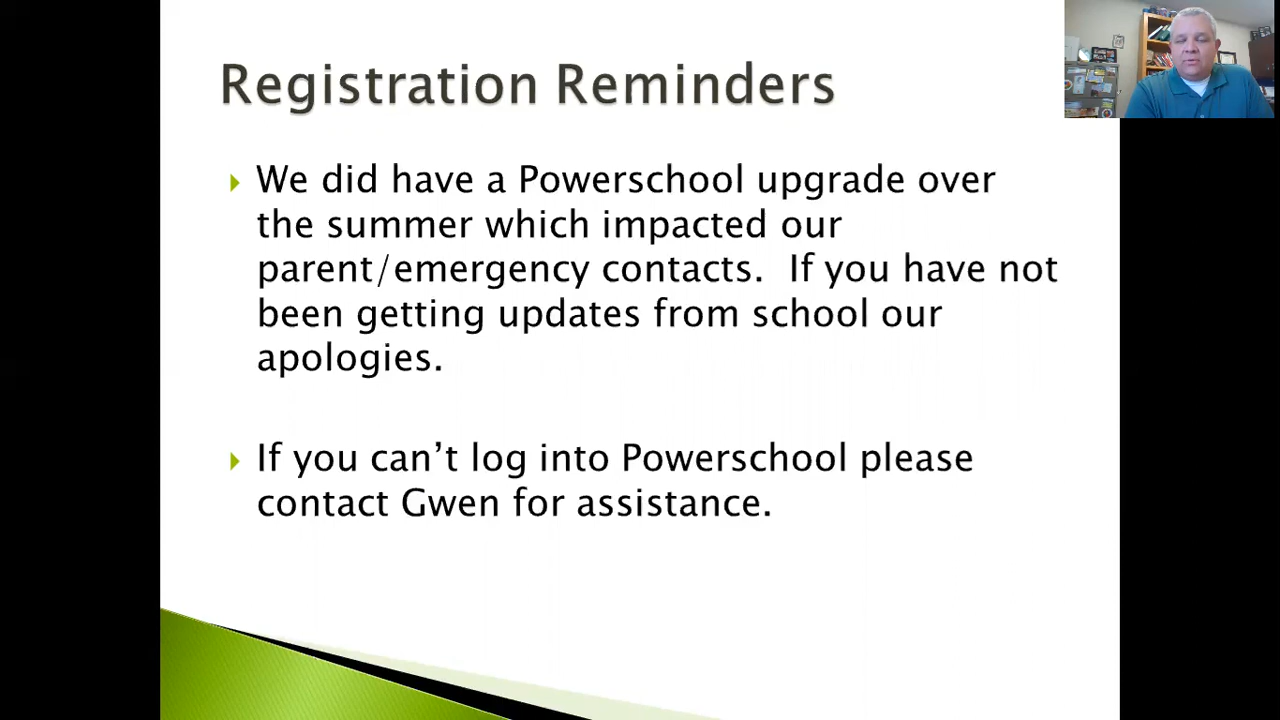 Registration Reminders
We did have a Powerschool upgrade over
the summer which impacted our
parent/emergency contacts.  If you have not
been getting updates from school our
apologies.
If you can’t log into Powerschool please
contact Gwen for assistance.